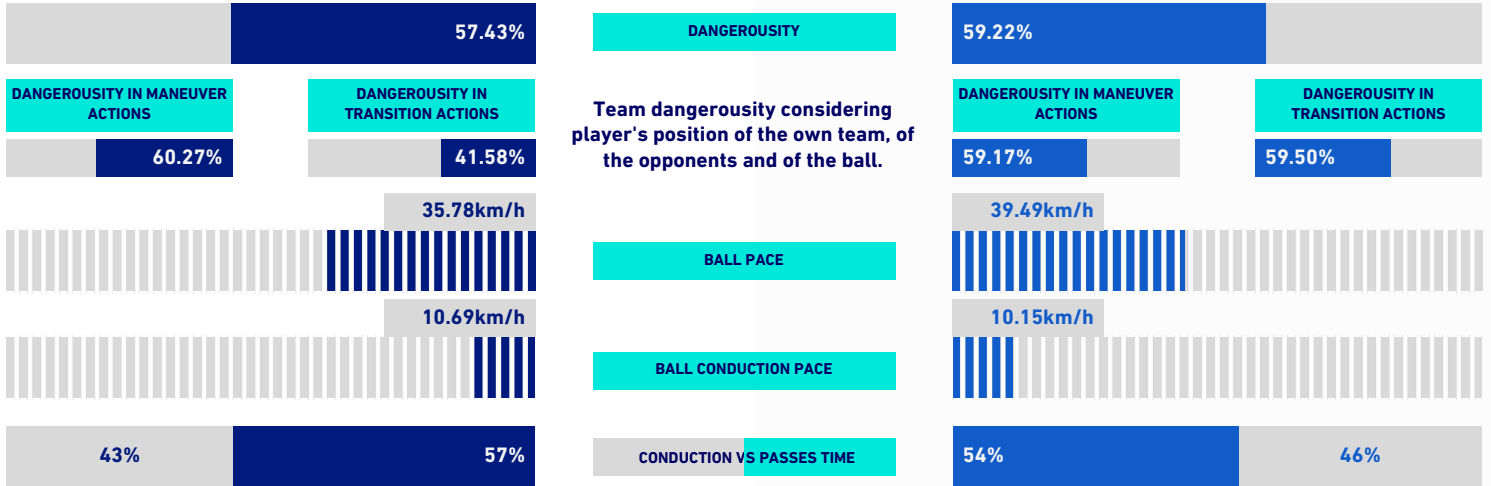 57.43%
DANGEROUSITY
59.22%
DANGEROUSITY IN MANEUVER
ACTIONS
DANGEROUSITY IN
TRANSITION ACTIONS
Team dangerousity considering
player's position of the own team, of
the opponents and of the ball.
DANGEROUSITY IN MANEUVER
ACTIONS
DANGEROUSITY IN
TRANSITION ACTIONS
60.27%
41.58%
59.17%
59.50%
35.78km/h
39.49km/h
BALL PACE
10.69km/h
10.15km/h
BALL CONDUCTION PACE
43%
57%
CONDUCTION VS PASSES TIME
54%
46%